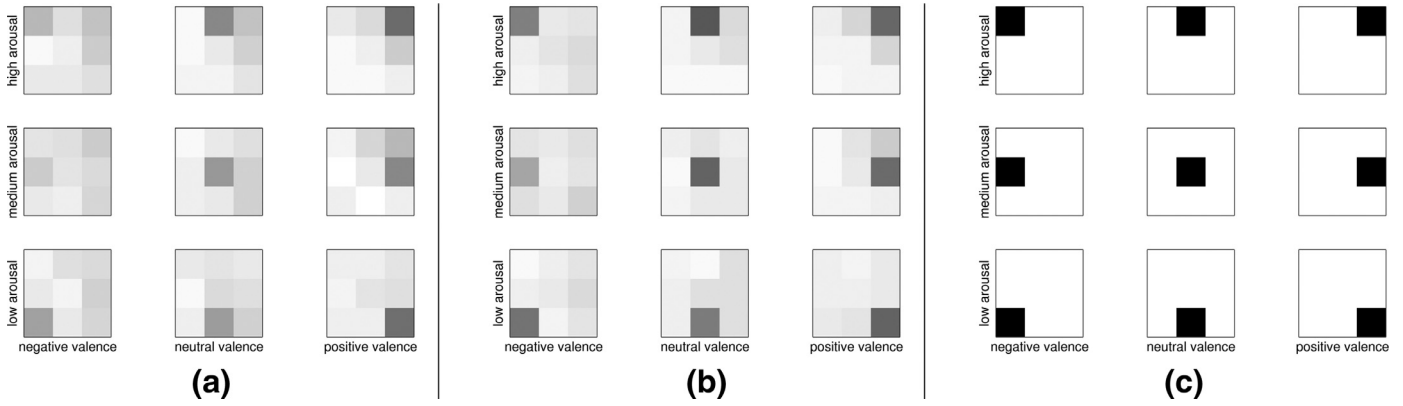 high arousal
medium arousal
low arousal
negative valence neutral valence positive valence
(a)
high arousal
medium arousal
low arousal
negative valence neutral valence positive valence
(b)
high arousal
medium arousal
low arousal
negative valence neutral valence positive valence
(c)